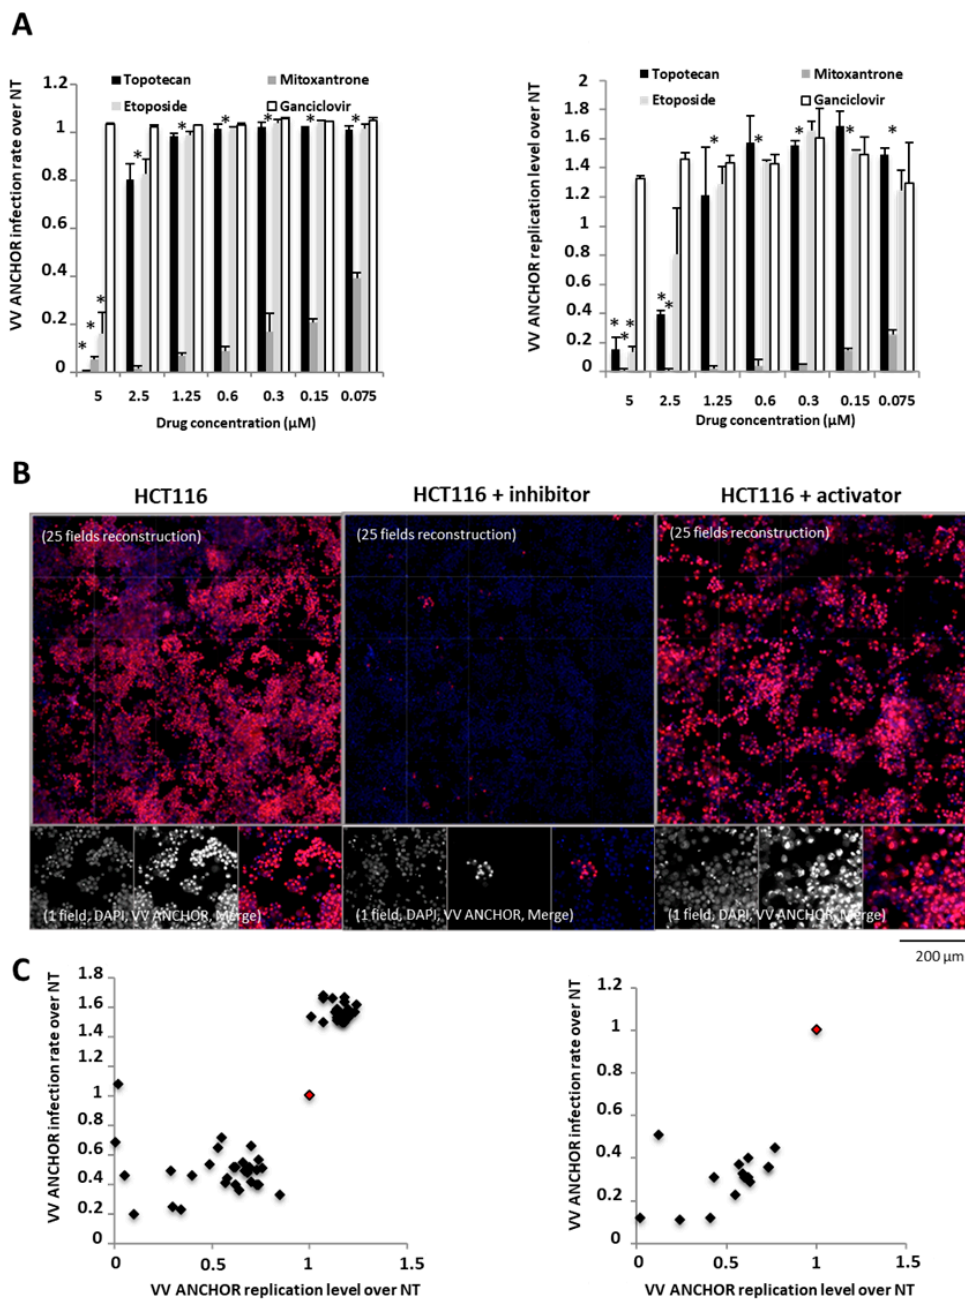 A
Topotecan
Mitoxantrone
Etoposide
Ganciclovir
VV ANCHOR infection rate over NT
1.2
1
0.8
0.6
0.4
0.2
0
* * * * * * * * *
5 2.5 1.25 0.6 0.3 0.15 0.075
Drug concentration (µM)
Topotecan
Mitoxantrone
Etoposide
Ganciclovir
VV ANCHOR replication level over NT
2
1.8
1.6
1.4
1.2
1
0.8
0.6
0.4
0.2
0
* * * * * * * * * *
5 2.5 1.25 0.6 0.3 0.15 0.075
Drug concentration (µM)
B
HCT116
HCT116 + inhibitor
HCT116 + activator
(25 fields reconstruction)
(25 fields reconstruction)
(25 fields reconstruction)
(1 field, DAPI, VV ANCHOR, Merge)
(1 field, DAPI, VV ANCHOR, Merge)
(1 field, DAPI, VV ANCHOR, Merge)
200 µm
C
VV ANCHOR infection rate over NT
1.8
1.6
1.4
1.2
1
0.8
0.6
0.4
0.2
0
0 0.5 1 1.5
VV ANCHOR replication level over NT
VV ANCHOR infection rate over NT
1.2
1
0.8
0.6
0.4
0.2
0
0 0.5 1 1.5
VV ANCHOR replication level over NT